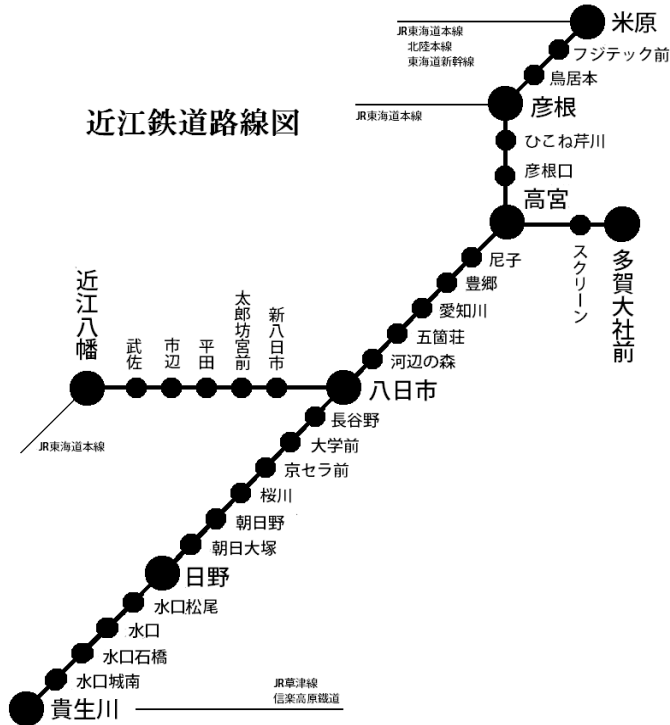 JR東海道本線
北陸本線
東海道新幹線
米原
フジテック前
鳥居本
JR東海道本線
彦根
近江鉄道路線図
ひこね芹川
彦根口
高宮
スクリーン
多賀大社前
尼子
豊郷
愛知川
五箇荘
河辺の森
近江八幡
武佐
市辺
平田
太郎坊宮前
新八日市
八日市
JR東海道本線
長谷野
大学前
京セラ前
桜川
朝日野
朝日大塚
日野
水口松尾
水口
水口石橋
水口城南
貴生川
JR草津線
信楽高原鐵道